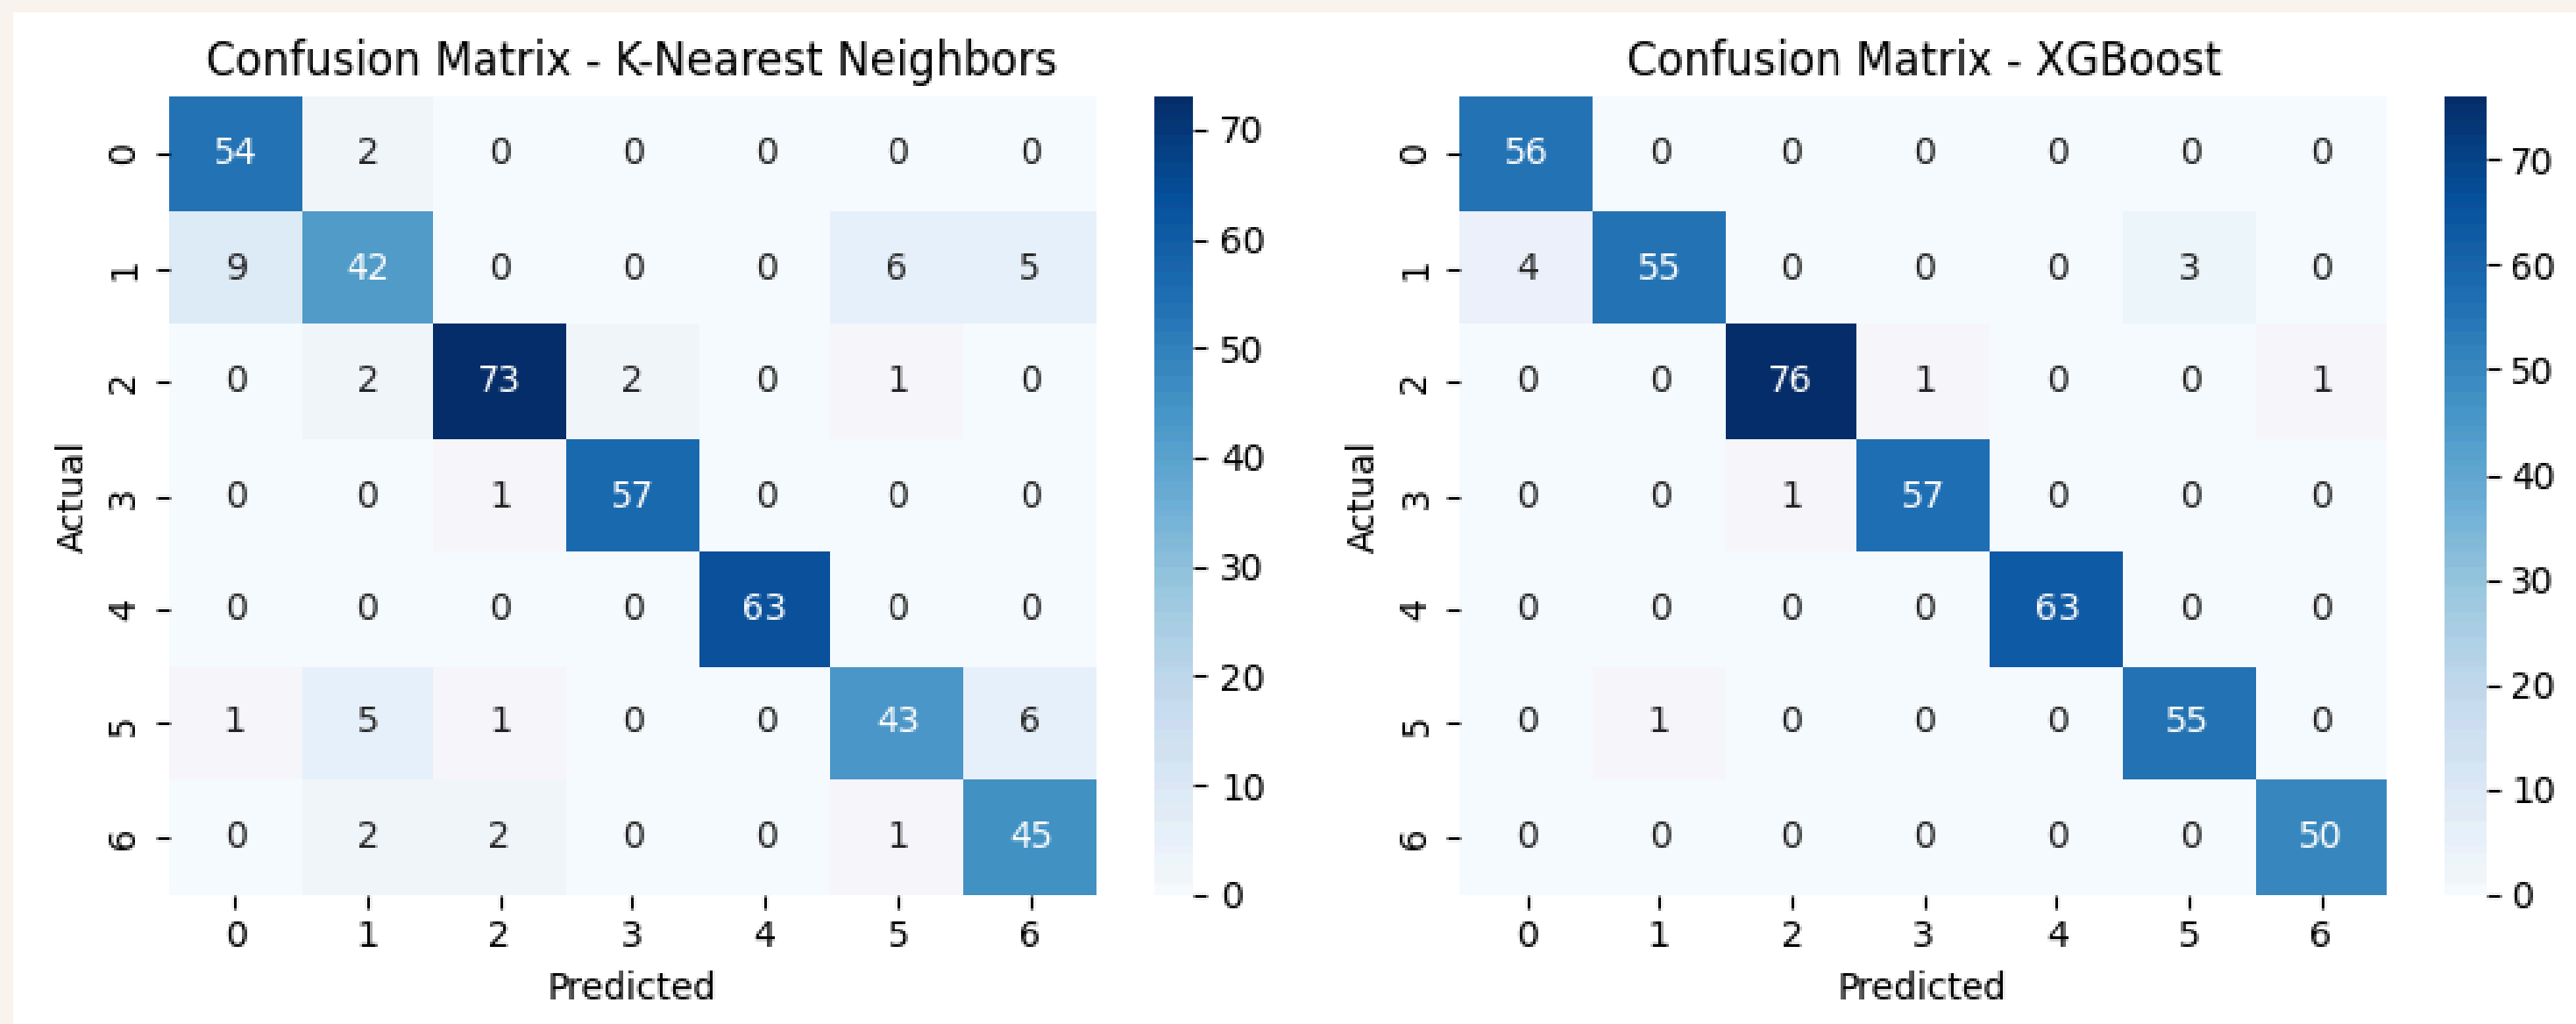 Confusion Matrix - K-Nearest Neighbors
Actual
0 54 2 0 0 0 0 0
1 9 42 0 0 0 6 5
2 0 2 73 2 0 1 0
3 0 0 1 57 0 0 0
4 0 0 0 0 63 0 0
5 1 5 1 0 0 43 6
6 0 2 2 0 0 1 45
0 1 2 3 4 5 6
Predicted
70
60
50
40
30
20
10
0
Confusion Matrix - XGBoost
Actual
0 56 0 0 0 0 0 0
1 4 55 0 0 0 3 0
2 0 0 76 1 0 0 1
3 0 0 1 57 0 0 0
4 0 0 0 0 63 0 0
5 0 1 0 0 0 55 0
6 0 0 0 0 0 0 50
0 1 2 3 4 5 6
Predicted
70
60
50
40
30
20
10
0